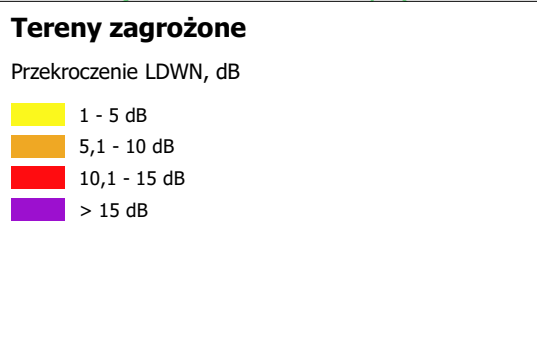 Tereny zagrożone
Przekroczenie LDWN, dB
1 - 5 dB
5,1 - 10 dB
10,1 - 15 dB
> 15 dB